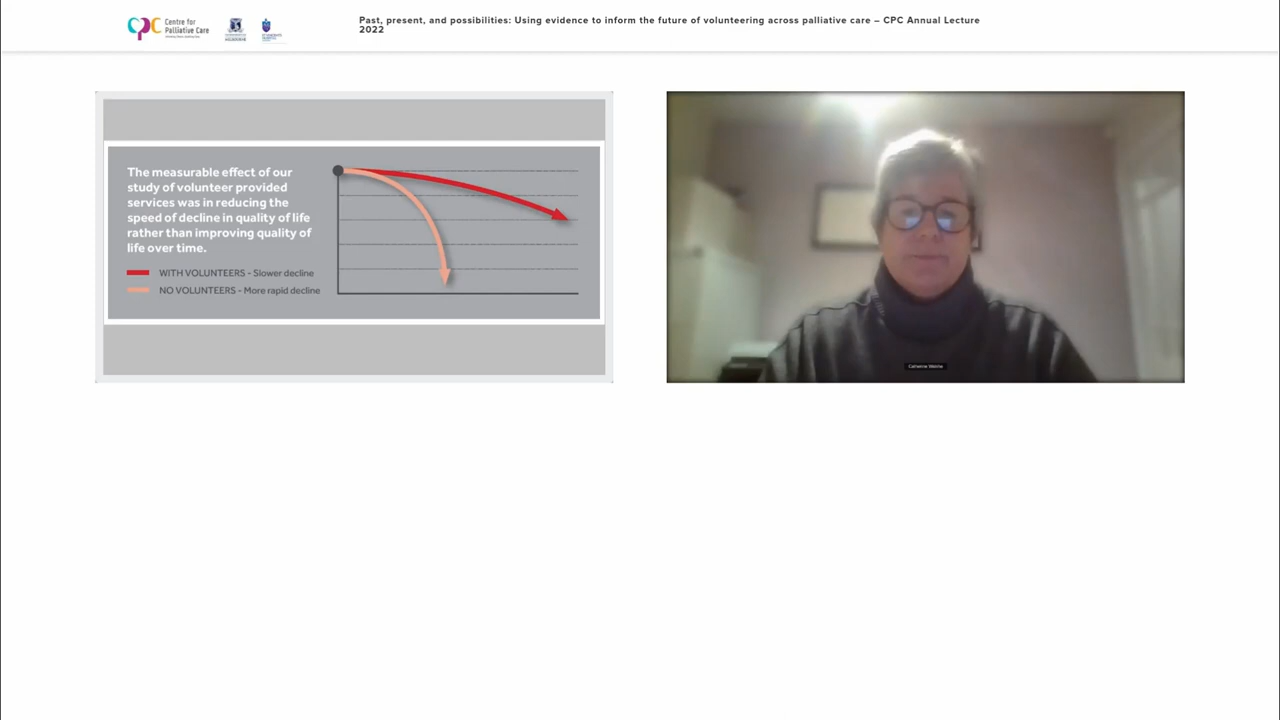 Centre for
Palliative Care
Past, present, and possibilities: Using evidence to inform the future of volunteering across palliative care – CPC Annual Lecture
2022
The measurable effect of our
study of volunteer provided
services was in reducing the
speed of decline in quality of life
rather than improving quality of
life over time.
WITH VOLUNTEERS - Slower decline
NO VOLUNTEERS - More rapid decline